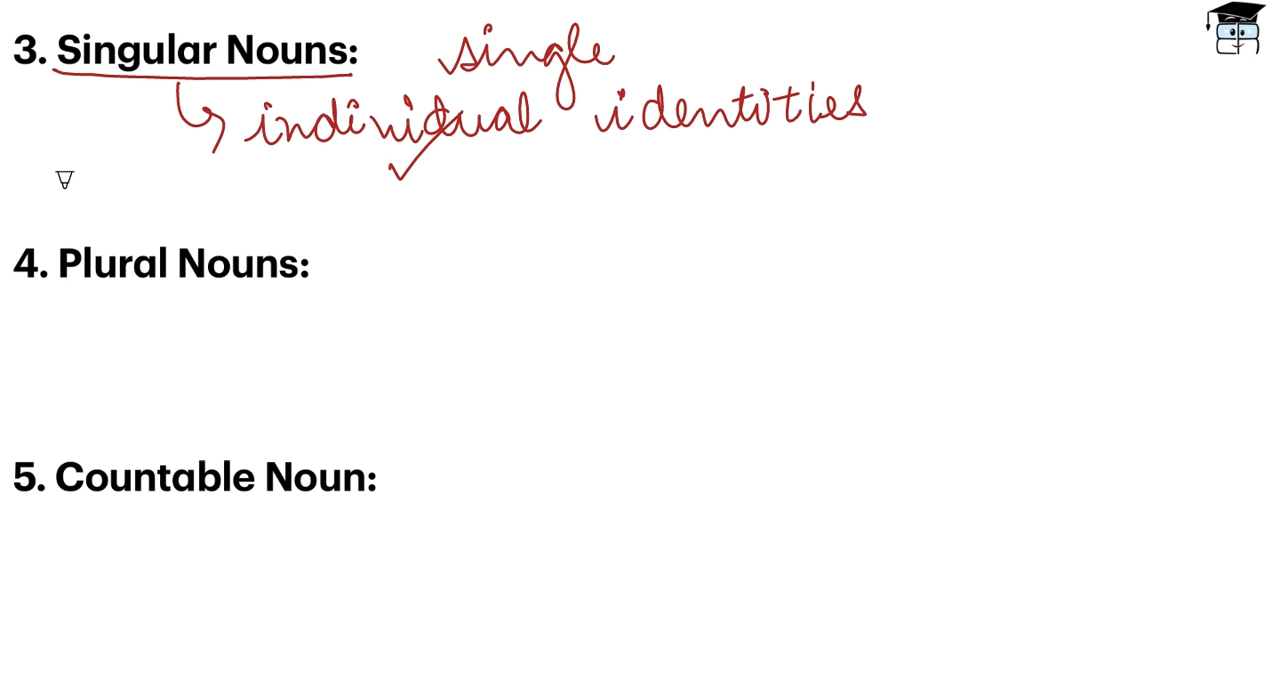 3. Singular Nouns: single
individual identities
4. Plural Nouns:
5. Countable Noun: